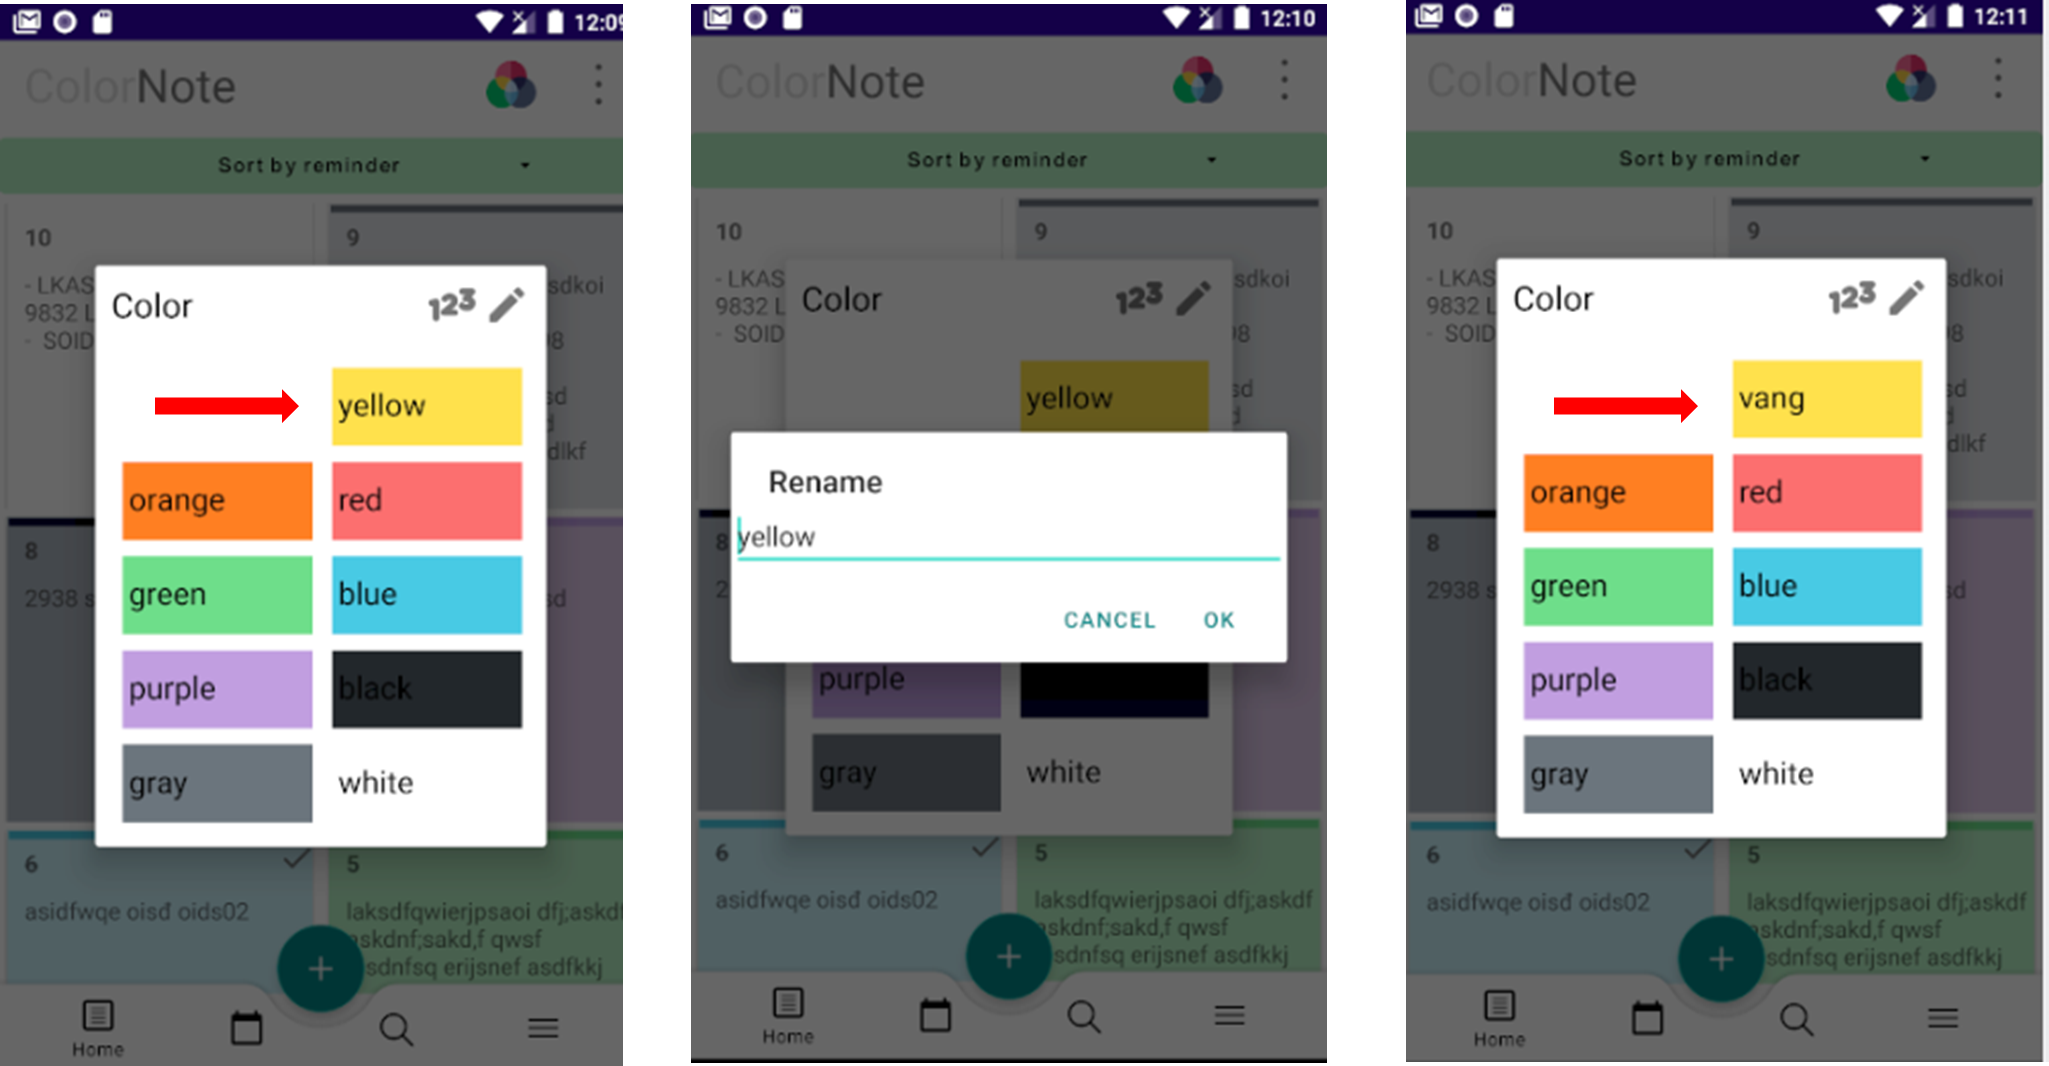 12:09
ColorNote
Sort by reminder
10
9
- LKAS
9832 L
- SOID
sdkoi
98
sd
d
dlkf
Color
123
yellow
orange
red
green
blue
purple
black
gray
white
8
2938 s
sd
6
5
asidfwqe oisđ oids02
laksdfqwierjpsaoi dfj;askdf
askdnf;sakd,f qwsf
sdnfsq erijsnef asdfkkj
Home
12:10
ColorNote
Sort by reminder
10
9
- LKAS
9832 L
- SOID
sdkoi
98
sd
d
Color
123
yellow
Rename
yellow
CANCEL
OK
purple
gray
white
8
2
6
5
asidfwqe oisđ oids02
laksdfqwierjpsaoi dfj;askdf
askdnf;sakd,f qwsf
sdnfsq erijsnef asdfkkj
Home
12:11
ColorNote
Sort by reminder
10
9
- LKAS
9832 L
- SOID
sdkoi
98
sd
d
dlkf
Color
123
vang
orange
red
green
blue
purple
black
gray
white
8
2938 s
sd
6
5
asidfwqe oisđ oids02
laksdfqwierjpsaoi dfj;askdf
askdnf;sakd,f qwsf
sdnfsq erijsnef asdfkkj
Home